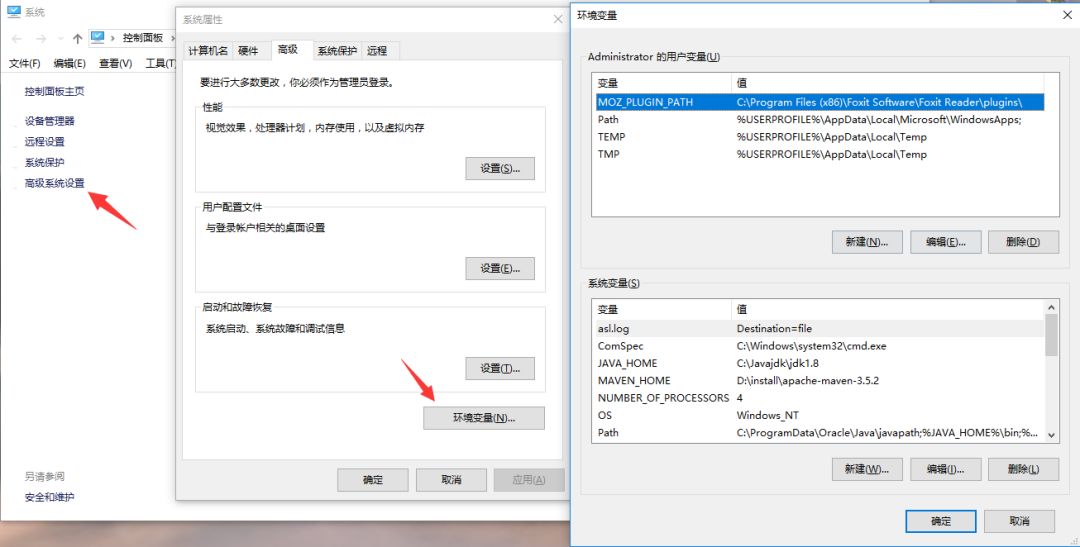 系统
控制面板
文件(F) 编辑(E) 查看(V) 工具(T)
控制面板主页
设备管理器
远程设置
系统保护
高级系统设置
另请参阅
安全和维护
系统属性
计算机名 硬件 高级 系统保护 远程
要进行大多数更改，你必须作为管理员登录。
性能
视觉效果，处理器计划，内存使用，以及虚拟内存
设置(S)...
用户配置文件
与登录帐户相关的桌面设置
设置(E)...
启动和故障恢复
系统启动、系统故障和调试信息
设置(T)...
环境变量(N)...
确定 取消 应用(A)
环境变量
Administrator 的用户变量(U)
变量 值
MOZ_PLUGIN_PATH C:\Program Files (x86)\Foxit Software\Foxit Reader\plugins\
Path %USERPROFILE%\AppData\Local\Microsoft\WindowsApps;
TEMP %USERPROFILE%\AppData\Local\Temp
TMP %USERPROFILE%\AppData\Local\Temp
新建(N)... 编辑(E)... 删除(D)
系统变量(S)
变量 值
asl.log Destination=file
ComSpec C:\Windows\system32\cmd.exe
JAVA_HOME C:\Javajdk\jdk1.8
MAVEN_HOME D:\install\apache-maven-3.5.2
NUMBER_OF_PROCESSORS 4
OS Windows_NT
Path C:\ProgramData\Oracle\Java\javapath;%JAVA_HOME%\bin;%...
新建(W)... 编辑(I)... 删除(L)
确定 取消